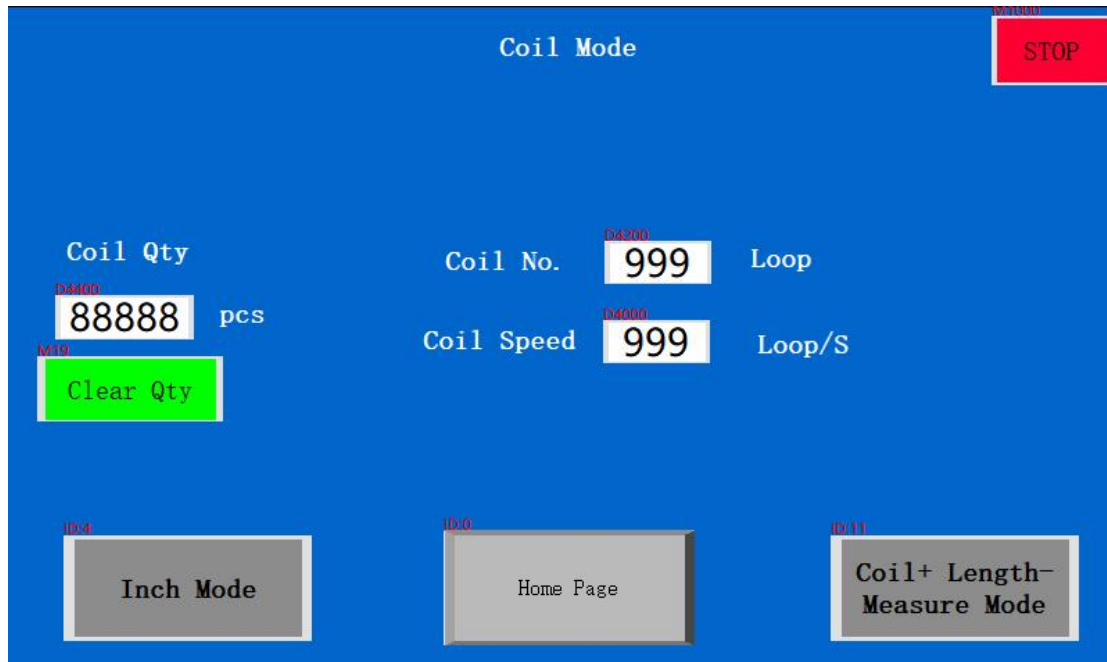 Coil Mode
M1000
STOP
Coil Qty
D4400
88888 pcs
M19
Clear Qty
D4200
Coil No. 999 Loop
D4000
Coil Speed 999 Loop/S
ID:4
Inch Mode
ID:0
Home Page
ID:11
Coil+ Length-
Measure Mode